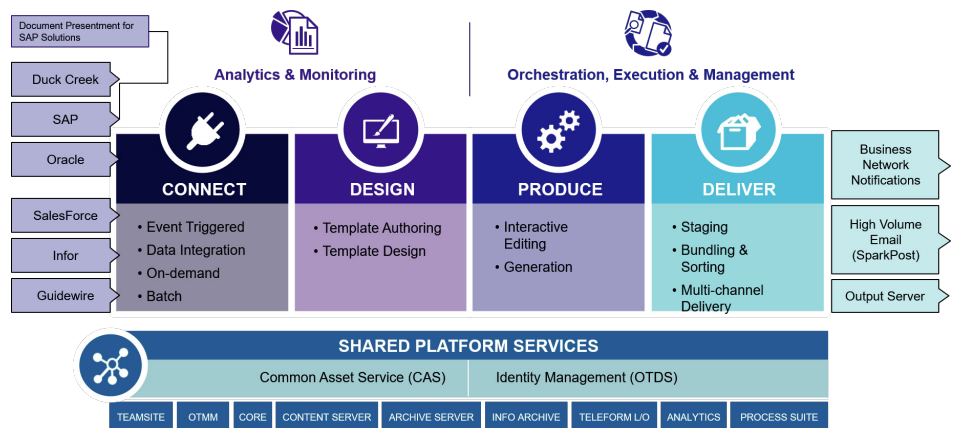 Document Presentment for
SAP Solutions
Duck Creek
SAP
Oracle
SalesForce
Infor
Guidewire
Analytics & Monitoring
Orchestration, Execution & Management
CONNECT
• Event Triggered
• Data Integration
• On-demand
• Batch
DESIGN
• Template Authoring
• Template Design
PRODUCE
• Interactive
Editing
• Generation
DELIVER
• Staging
• Bundling &
Sorting
• Multi-channel
Delivery
Business
Network
Notifications
High Volume
Email
(SparkPost)
Output Server
SHARED PLATFORM SERVICES
Common Asset Service (CAS)
Identity Management (OTDS)
TEAMSITE
OTMM
CORE
CONTENT SERVER
ARCHIVE SERVER
INFO ARCHIVE
TELEFORM L/O
ANALYTICS
PROCESS SUITE